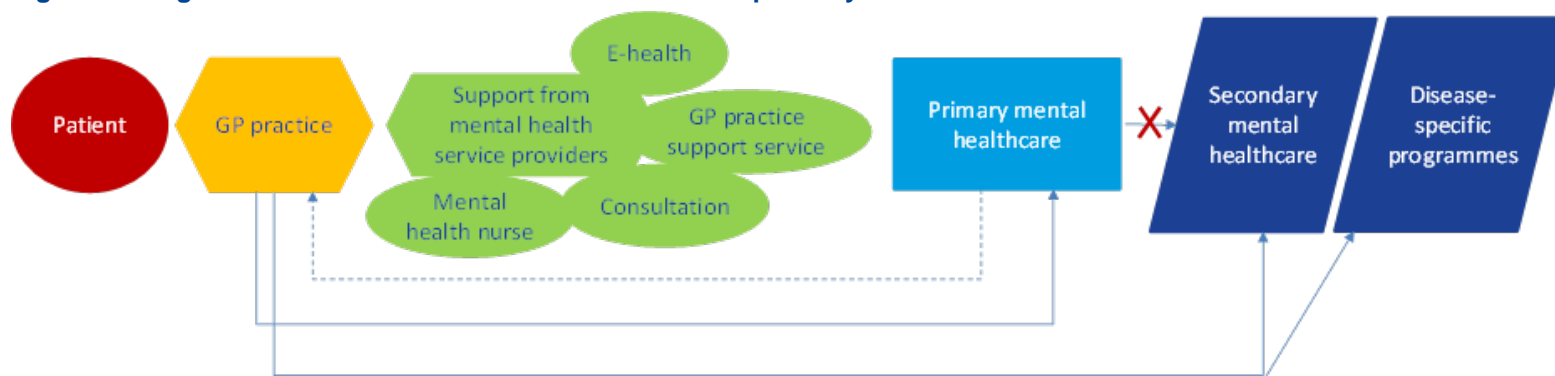 Patient
GP practice
Support from
mental health
service providers
E-health
GP practice
support service
Mental
health nurse
Consultation
Primary mental
healthcare
X
Secondary
mental
healthcare
Disease-
specific
programmes